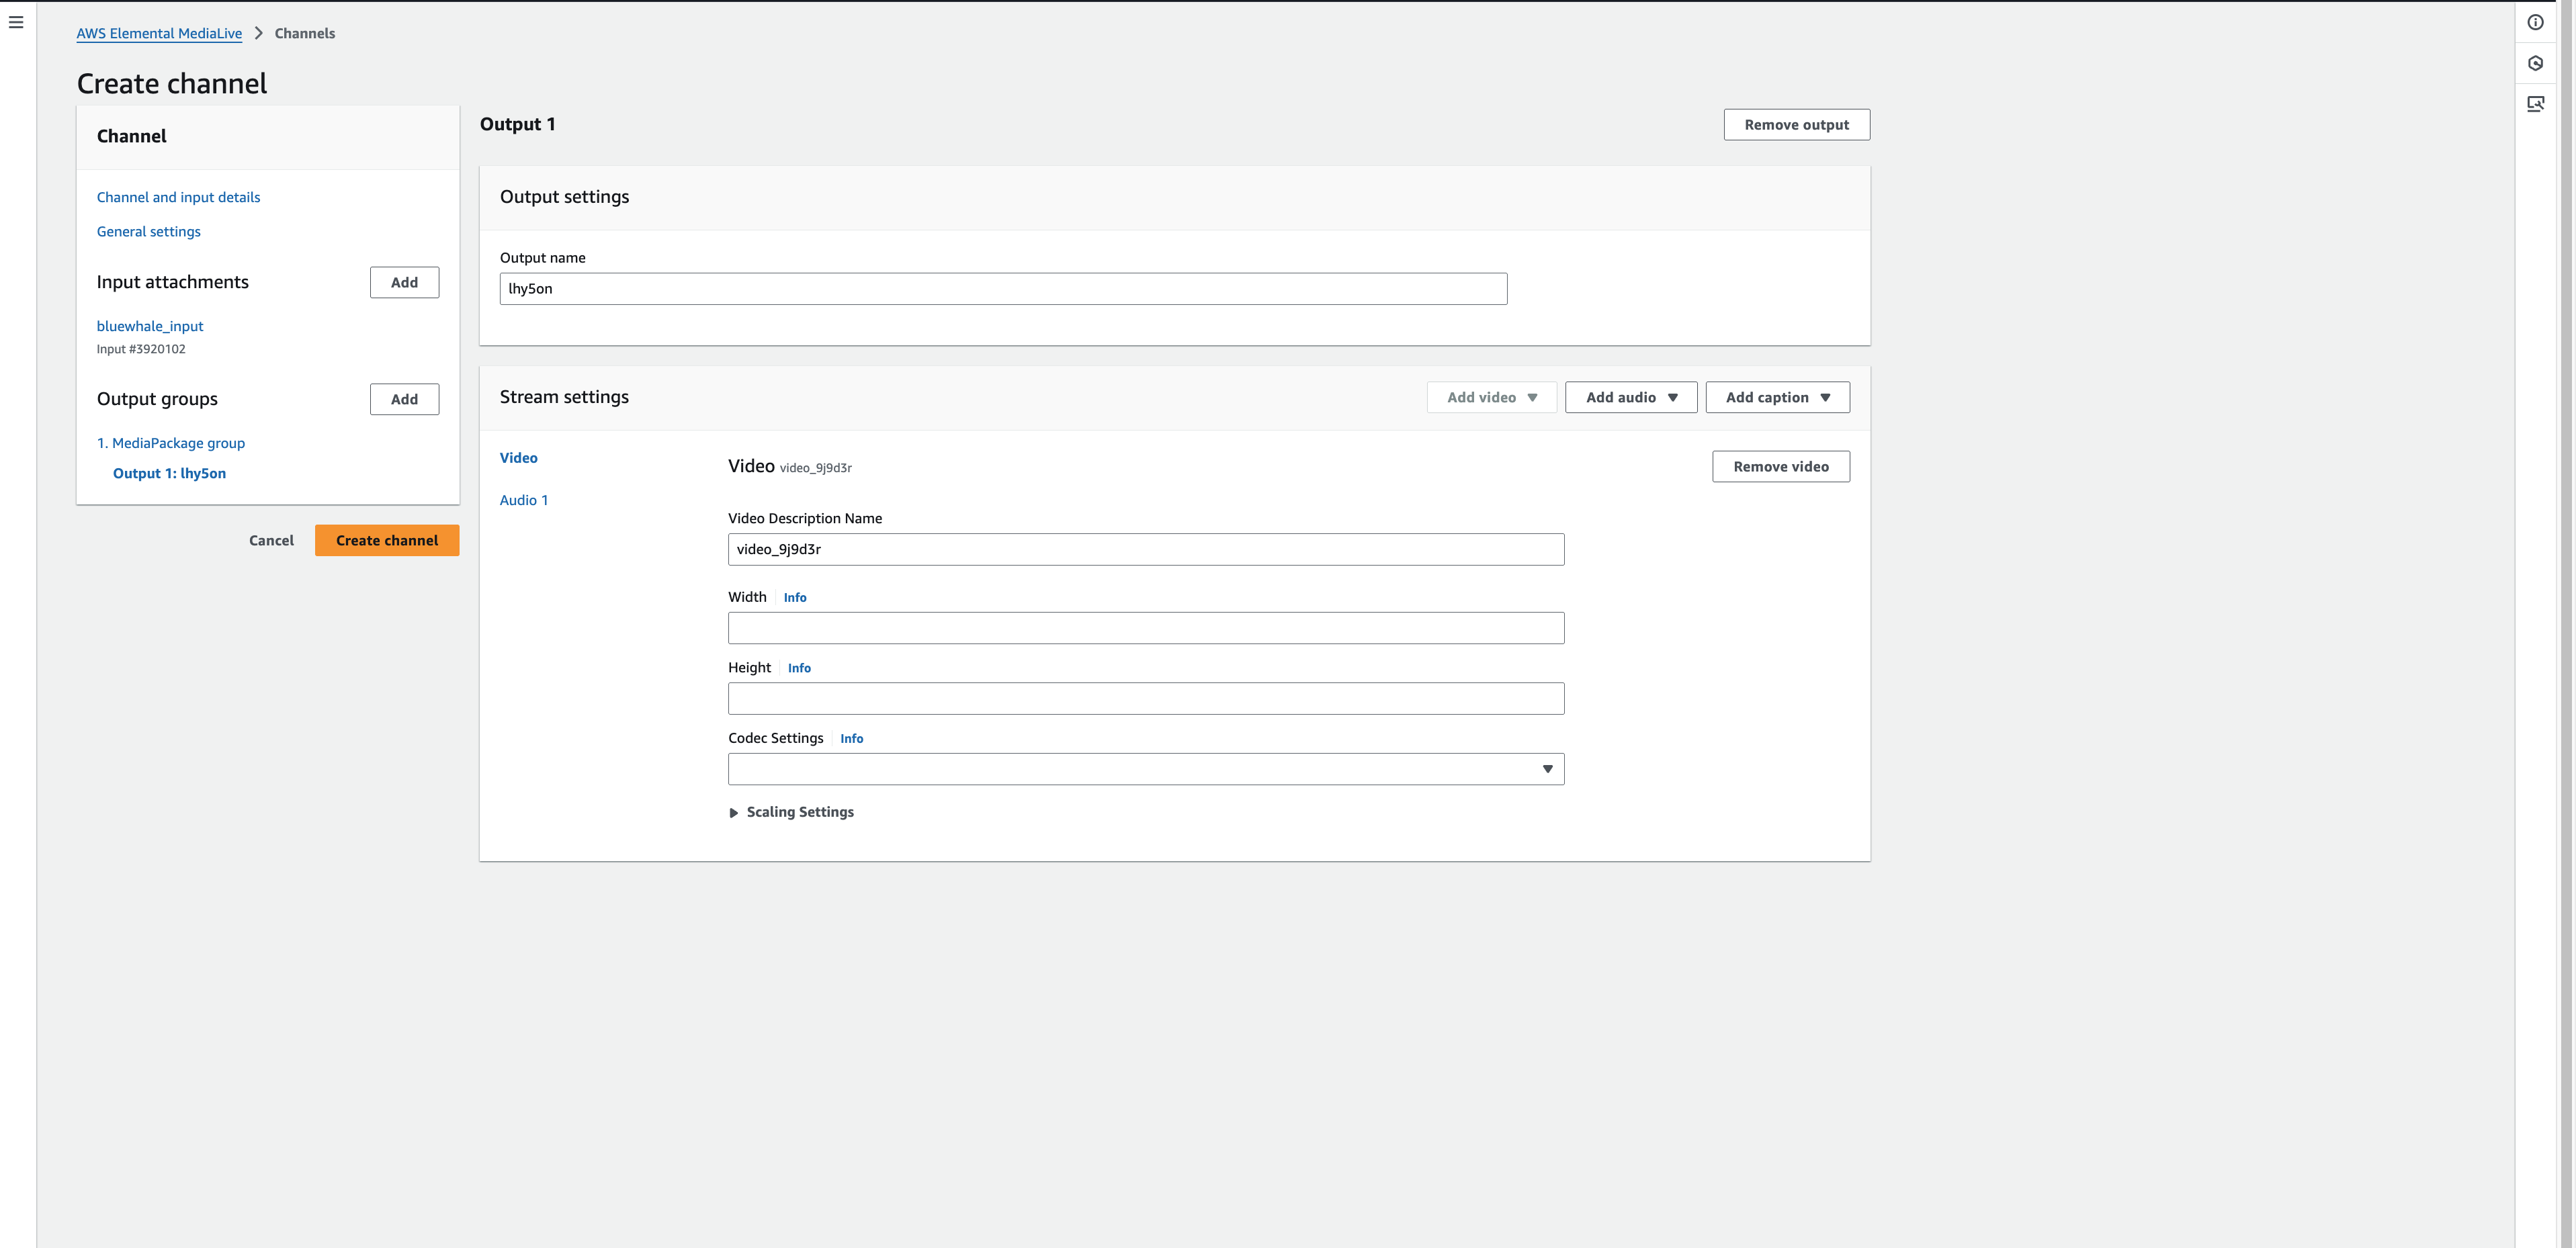 AWS Elemental MediaLive > Channels
Create channel
Channel
Channel and input details
General settings
Input attachments
Add
bluewhale_input
Input #3920102
Output groups
Add
1. MediaPackage group
Output 1: lhy5on
Cancel
Create channel
Output 1
Remove output
Output settings
Output name
lhy5on
Stream settings
Add video
Add audio
Add caption
Video
Audio 1
Video video_9j9d3r
Remove video
Video Description Name
video_9j9d3r
Width Info
Height Info
Codec Settings Info
Scaling Settings